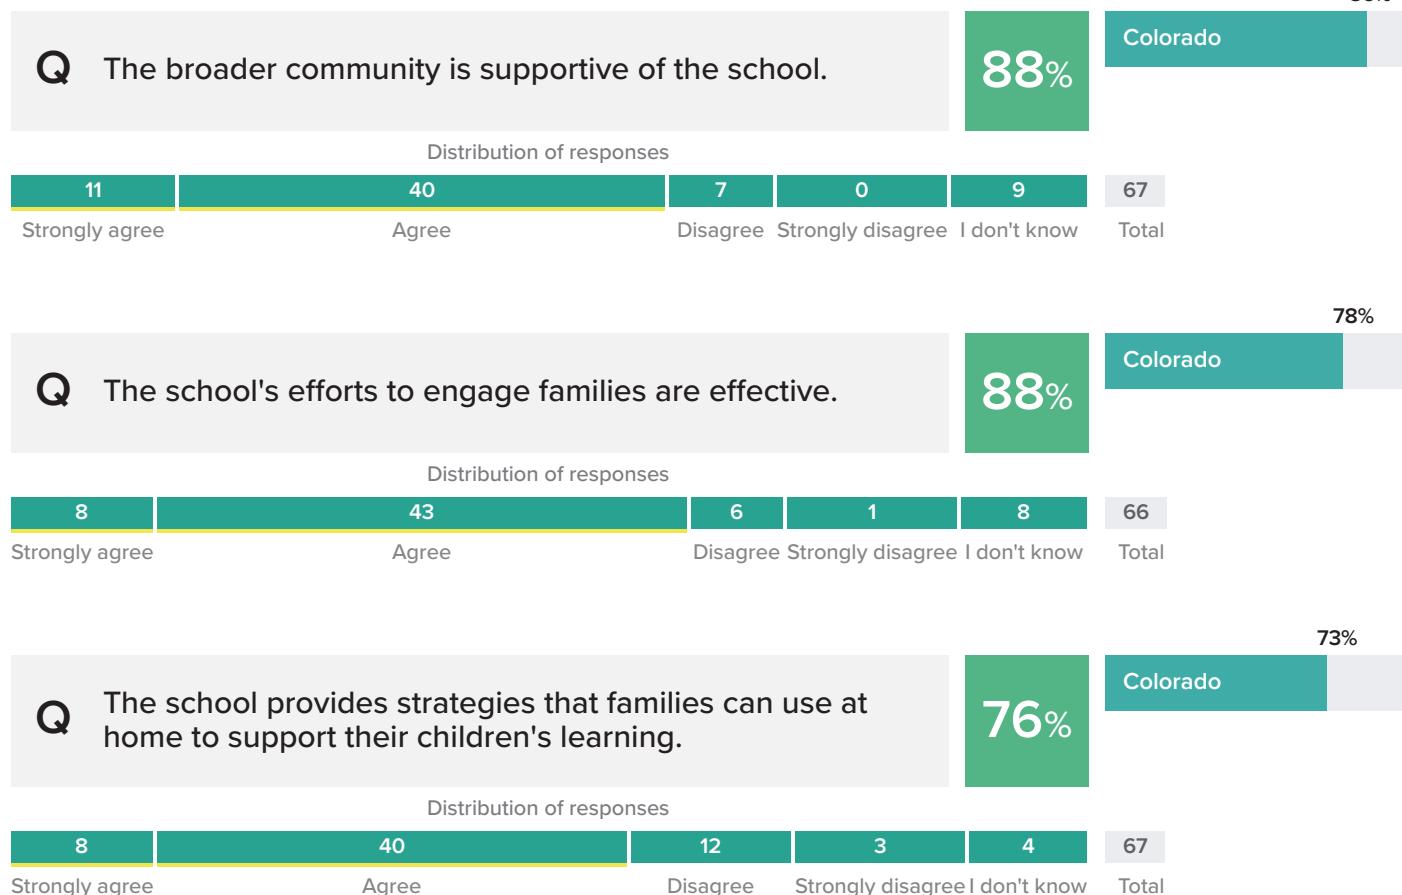 Q The broader community is supportive of the school. 88% Colorado
Distribution of responses
11 40 7 0 9 67
Strongly agree Agree Disagree Strongly disagree I don't know Total
78%
Q The school's efforts to engage families are effective. 88% Colorado
Distribution of responses
8 43 6 1 8 66
Strongly agree Agree Disagree Strongly disagree I don't know Total
73%
Colorado
Q The school provides strategies that families can use at
home to support their children's learning. 76%
Distribution of responses
8 40 12 3 4 67
Strongly agree Agree Disagree Strongly disagree I don't know Total